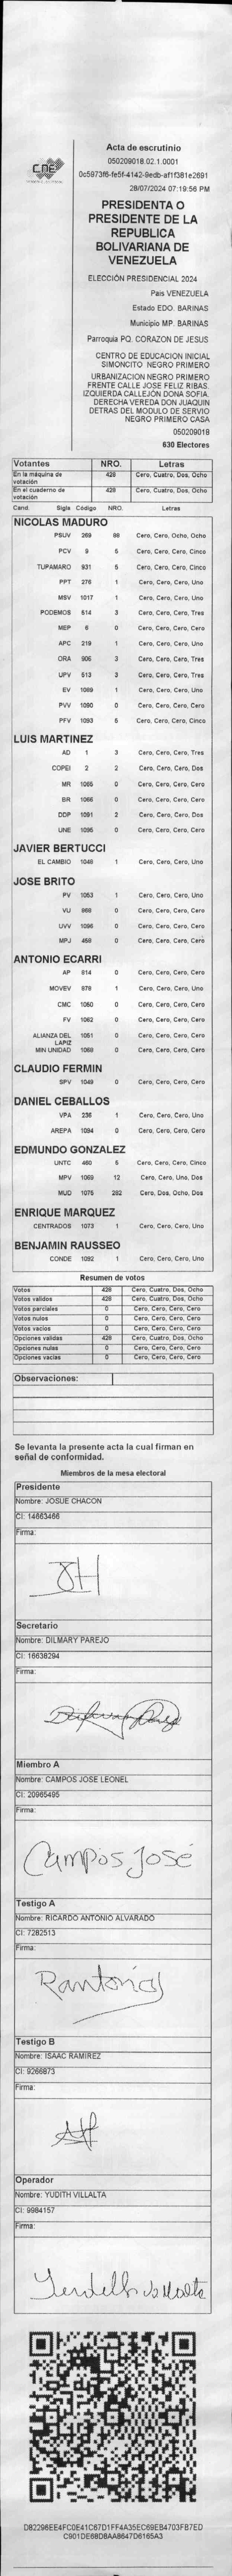 CNE
Acta de escrutinio
050209018.02.1.0001
0c5973f6-fe5f-4142-9edb-af1f381e2691
28/07/2024 07:19:56 PM
PRESIDENTA O
PRESIDENTE DE LA
REPUBLICA
BOLIVARIANA DE
VENEZUELA
ELECCIÓN PRESIDENCIAL 2024
Pais VENEZUELA
Estado EDO. BARINAS
Municipio MP. BARINAS
Parroquia PQ. CORAZON DE JESUS
CENTRO DE EDUCACION INICIAL
SIMONCITO NEGRO PRIMERO
URBANIZACION NEGRO PRIMERO
FRENTE CALLE JOSE FELIZ RIBAS.
IZQUIERDA CALLEJÓN DONA SOFIA.
DERECHA VEREDA DON JUAQUIN
DETRAS DEL MODULO DE SERVIO
NEGRO PRIMERO CASA
050209018
630 Electores
Votantes NRO. Letras
En la máquina de votación 428 Cero, Cuatro, Dos, Ocho
En el cuaderno de votación 428 Cero, Cuatro, Dos, Ocho
Cand. Sigla Código NRO. Letras
NICOLAS MADURO
PSUV 269 88 Cero, Cero, Ocho, Ocho
PCV 9 5 Cero, Cero, Cero, Cinco
TUPAMARO 931 5 Cero, Cero, Cero, Cinco
PPT 276 1 Cero, Cero, Cero, Uno
MSV 1017 1 Cero, Cero, Cero, Uno
PODEMOS 514 3 Cero, Cero, Cero, Tres
MEP 6 0 Cero, Cero, Cero, Cero
APC 219 1 Cero, Cero, Cero, Uno
ORA 906 3 Cero, Cero, Cero, Tres
UPV 513 3 Cero, Cero, Cero, Tres
EV 1089 1 Cero, Cero, Cero, Uno
PVV 1090 0 Cero, Cero, Cero, Cero
PFV 1093 5 Cero, Cero, Cero, Cinco
LUIS MARTINEZ
AD 1 3 Cero, Cero, Cero, Tres
COPEI 2 2 Cero, Cero, Cero, Dos
MR 1065 0 Cero, Cero, Cero, Cero
BR 1066 0 Cero, Cero, Cero, Cero
DDP 1091 2 Cero, Cero, Cero, Dos
UNE 1095 0 Cero, Cero, Cero, Cero
JAVIER BERTUCCI
EL CAMBIO 1048 1 Cero, Cero, Cero, Uno
JOSE BRITO
PV 1053 1 Cero, Cero, Cero, Uno
VU 868 0 Cero, Cero, Cero, Cero
UVV 1096 0 Cero, Cero, Cero, Cero
MPJ 458 0 Cero, Cero, Cero, Cero
ANTONIO ECARRI
AP 814 0 Cero, Cero, Cero, Cero
MOVEV 878 1 Cero, Cero, Cero, Uno
CMC 1050 0 Cero, Cero, Cero, Cero
FV 1062 0 Cero, Cero, Cero, Cero
ALIANZA DEL LAPIZ 1051 0 Cero, Cero, Cero, Cero
MIN UNIDAD 1068 0 Cero, Cero, Cero, Cero
CLAUDIO FERMIN
SPV 1049 0 Cero, Cero, Cero, Cero
DANIEL CEBALLOS
VPA 236 1 Cero, Cero, Cero, Uno
AREPA 1094 0 Cero, Cero, Cero, Cero
EDMUNDO GONZALEZ
UNTC 460 5 Cero, Cero, Cero, Cinco
MPV 1069 12 Cero, Cero, Uno, Dos
MUD 1075 282 Cero, Dos, Ocho, Dos
ENRIQUE MARQUEZ
CENTRADOS 1073 1 Cero, Cero, Cero, Uno
BENJAMIN RAUSSEO
CONDE 1092 1 Cero, Cero, Cero, Uno
Resumen de votos
Votos 428 Cero, Cuatro, Dos, Ocho
Votos validos 428 Cero, Cuatro, Dos, Ocho
Votos parciales 0 Cero, Cero, Cero, Cero
Votos nulos 0 Cero, Cero, Cero, Cero
Votos vacíos 0 Cero, Cero, Cero, Cero
Opciones validas 428 Cero, Cuatro, Dos, Ocho
Opciones nulas 0 Cero, Cero, Cero, Cero
Opciones vacías 0 Cero, Cero, Cero, Cero
Observaciones:
Se levanta la presente acta la cual firman en
señal de conformidad.
Miembros de la mesa electoral
Presidente
Nombre: JOSUE CHACON
CI: 14663466
Firma:
Secretario
Nombre: DILMARY PAREJO
CI: 16638294
Firma:
Miembro A
Nombre: CAMPOS JOSE LEONEL
CI: 20965495
Firma:
Campos José
Testigo A
Nombre: RICARDO ANTONIO ALVARADO
CI: 7282513
Firma:
Testigo B
Nombre: ISAAC RAMIREZ
CI: 9266873
Firma:
Operador
Nombre: YUDITH VILLALTA
CI: 9984157
Firma:
D82296EE4FC0E41C67D1FF4A35EC69EB4703FB7ED
C901DE68D8AA8647D6165A3